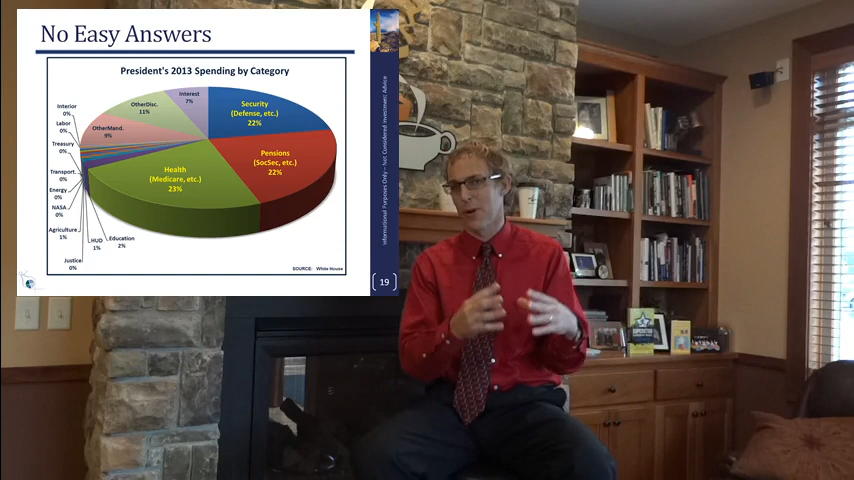 No Easy Answers
President's 2013 Spending by Category
Interest
7%
OtherDisc.
11%
OtherMand.
9%
Interior
0%
Labor
0%
Treasury
0%
Transport.
0%
Energy
0%
NASA
0%
Agriculture
1%
Justice
0%
HUD
1%
Education
2%
Security
(Defense, etc.)
22%
Pensions
(SocSec, etc.)
22%
Health
(Medicare, etc.)
23%
SOURCE: White House
Informational Purposes Only – Not Considered Investment Advice
19